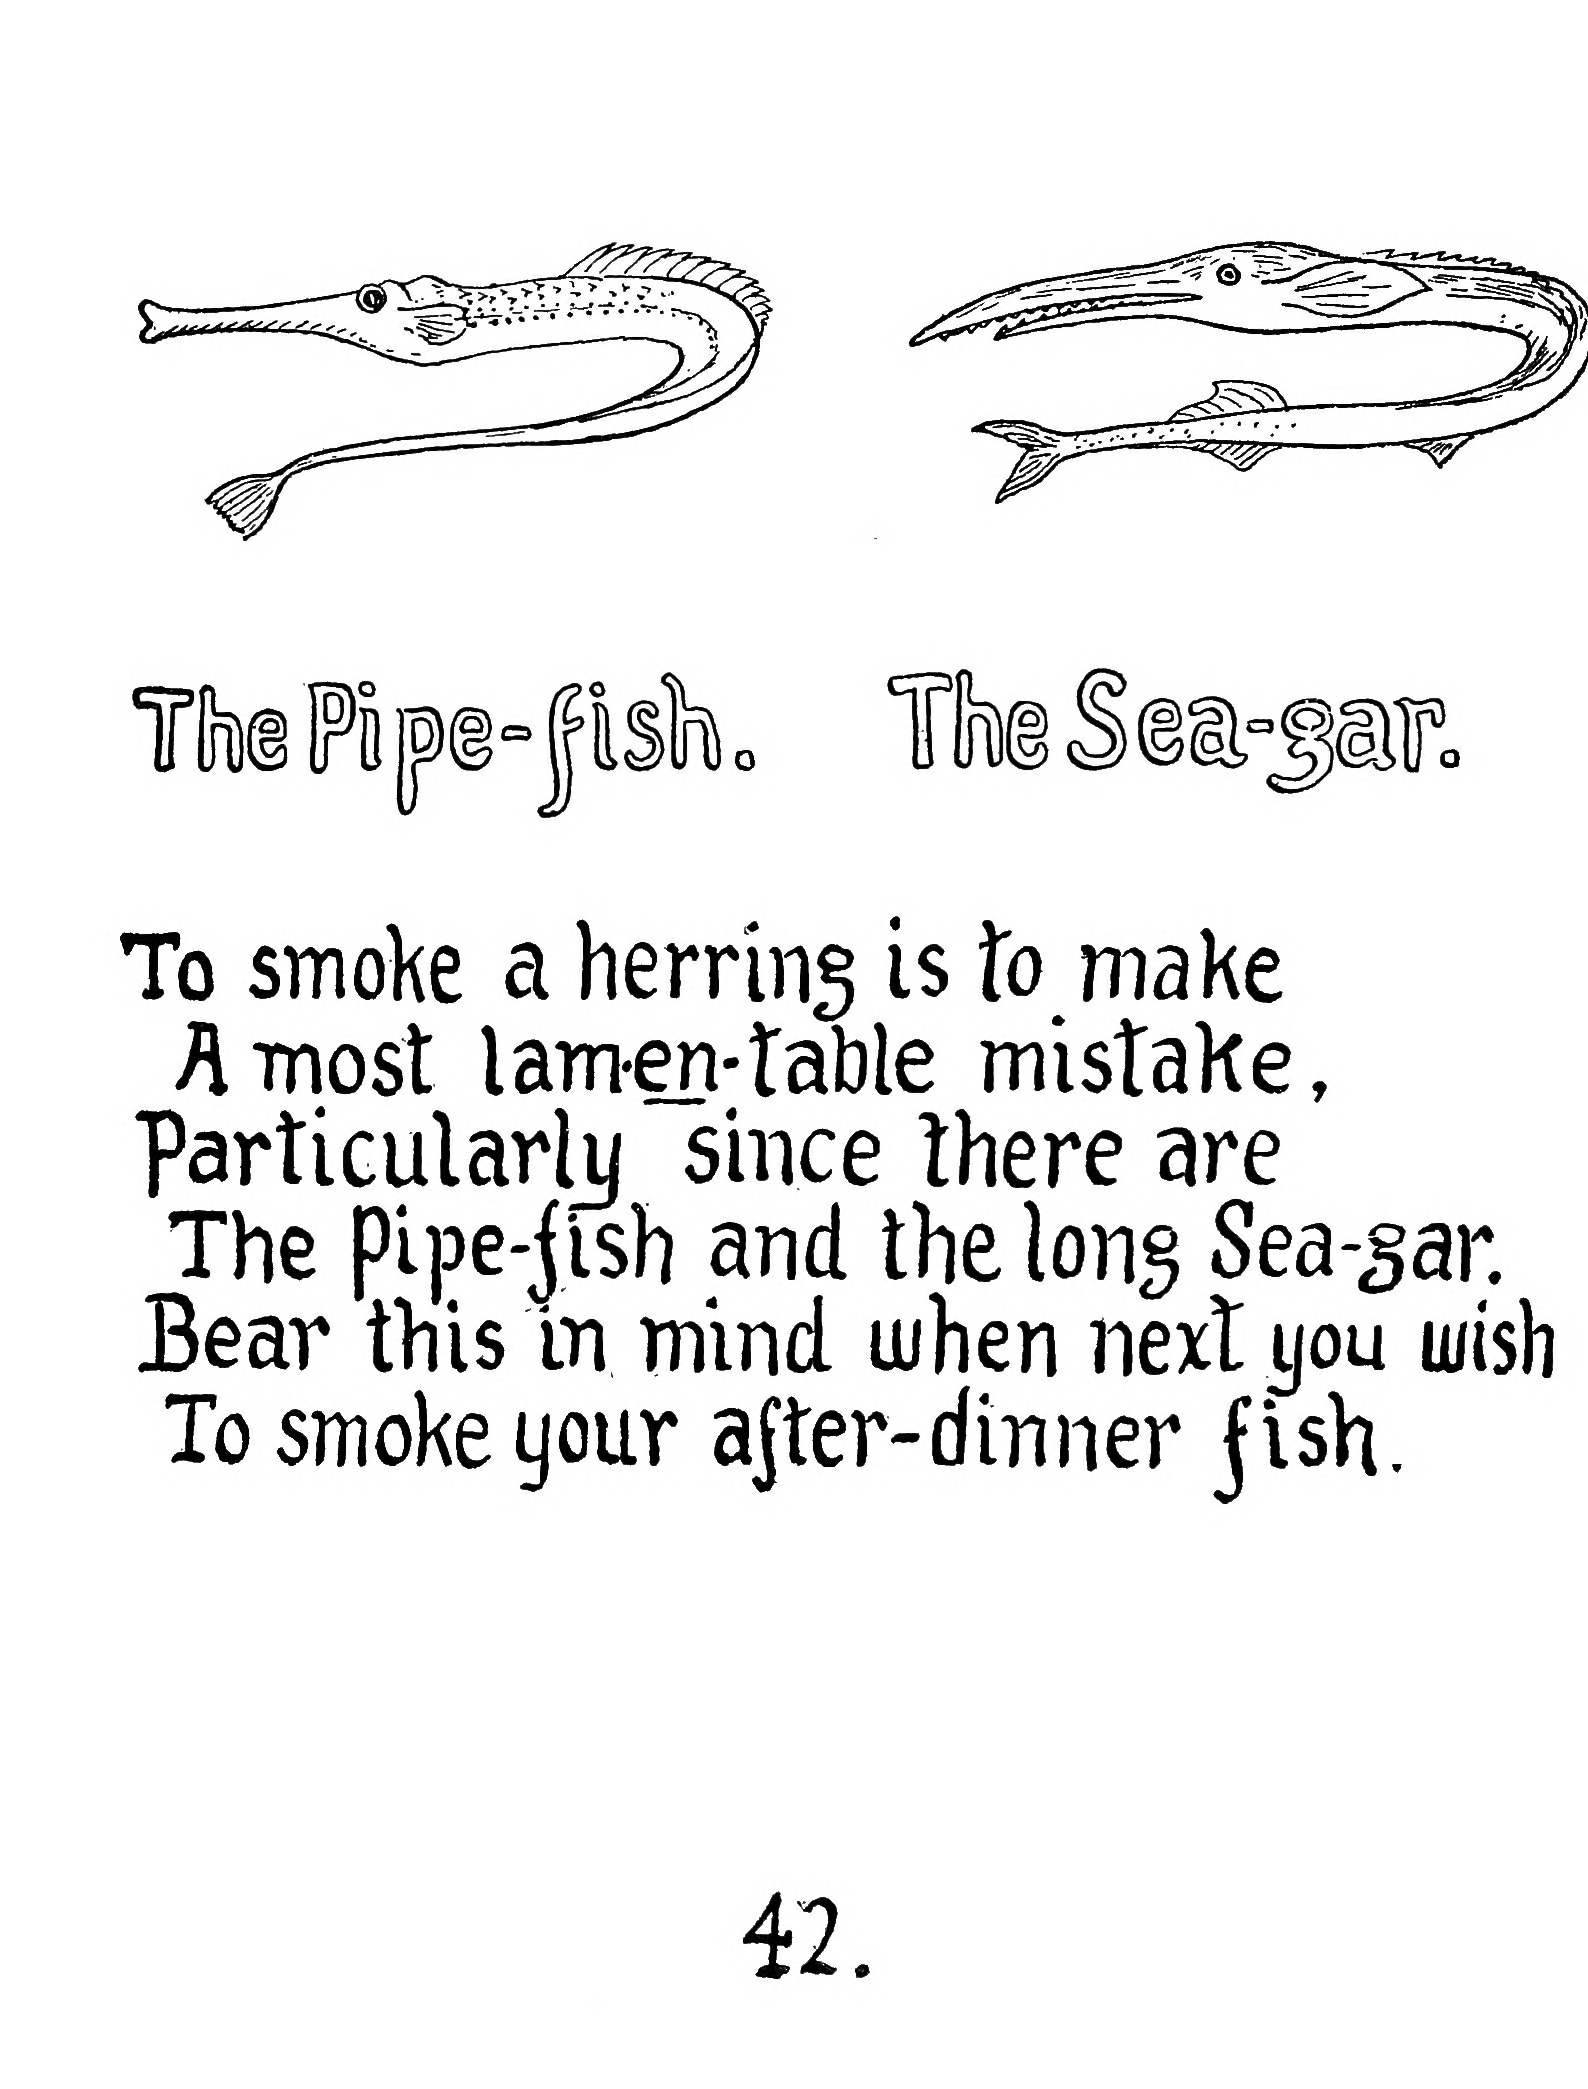 The Pipe-fish. The Sea-gar.
To smoke a herring is to make
A most lam-en-table mistake,
Particularly since there are
The Pipe-fish and the long Sea-gar.
Bear this in mind when next you wish
To smoke your after-dinner fish.
42.